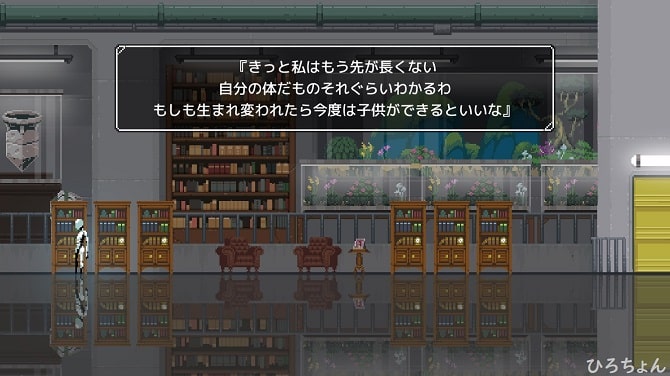 『きっと私はもう先が長くない
自分の体だものそれぐらいわかるわ
もしも生まれ変われたら今度は子供ができるといいな』
ひろちょん